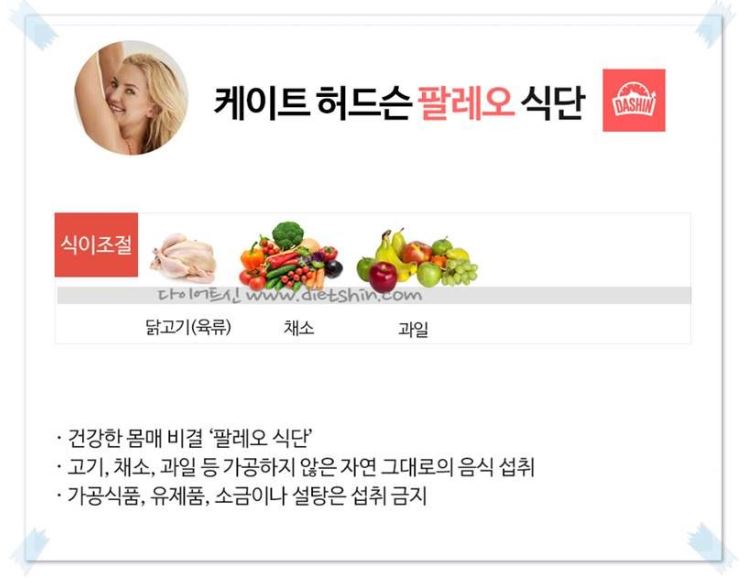 케이트 허드슨 팔레오 식단
DASHIN
식이조절
다이어트신 www.dietshin.com
닭고기(육류) 채소 과일
· 건강한 몸매 비결 ‘팔레오 식단’
· 고기, 채소, 과일 등 가공하지 않은 자연 그대로의 음식 섭취
· 가공식품, 유제품, 소금이나 설탕은 섭취 금지